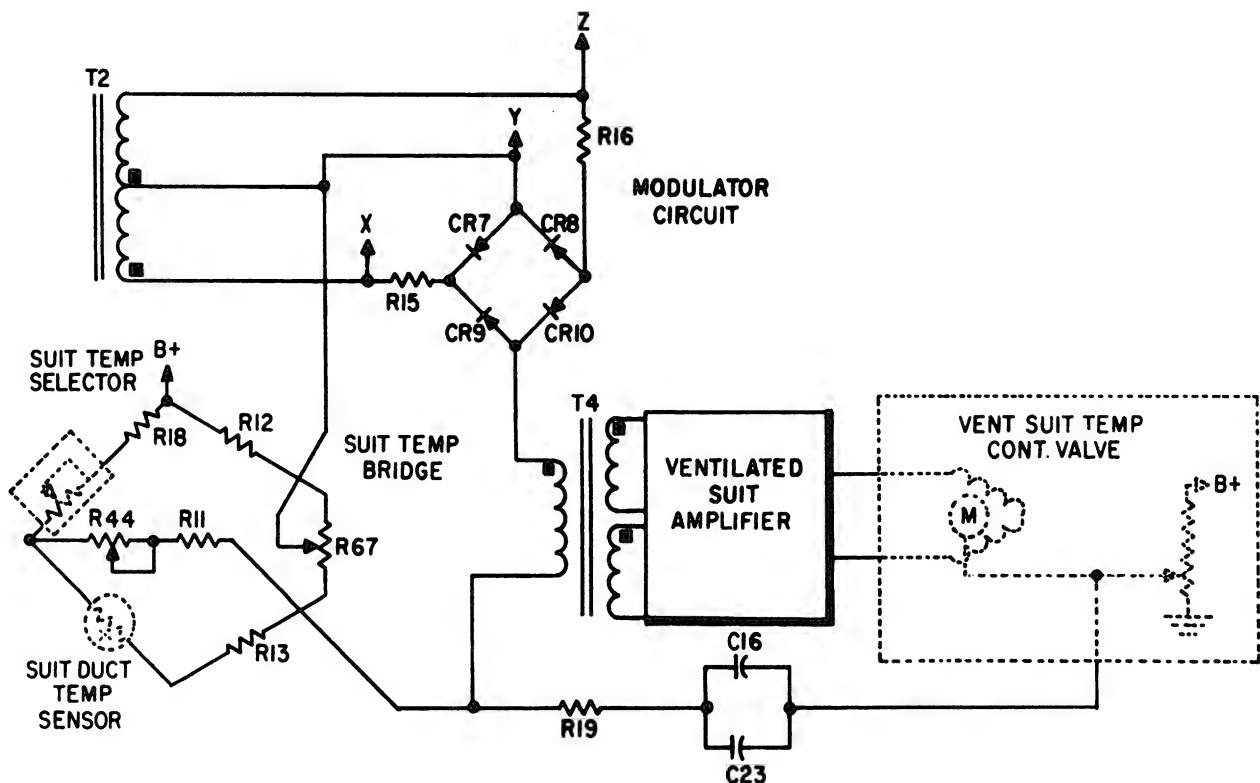 Z
T2
Y
R16
MODULATOR
CIRCUIT
CR7
CR8
X
R15
CR9
CR10
SUIT TEMP
SELECTOR
B+
R18
R12
SUIT TEMP
BRIDGE
T4
VENT SUIT TEMP
CONT. VALVE
VENTILATED
SUIT
AMPLIFIER
B+
M
R44
R11
R67
R13
SUIT DUCT
TEMP
SENSOR
C16
R19
C23